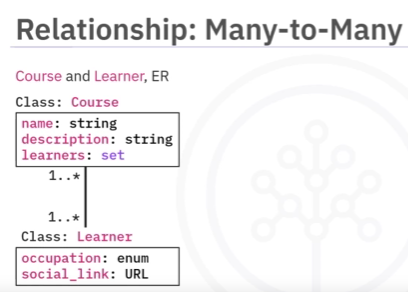 Relationship: Many-to-Many
Course and Learner, ER
Class: Course
name: string
description: string
learners: set
1..*
1..*
Class: Learner
occupation: enum
social_link: URL